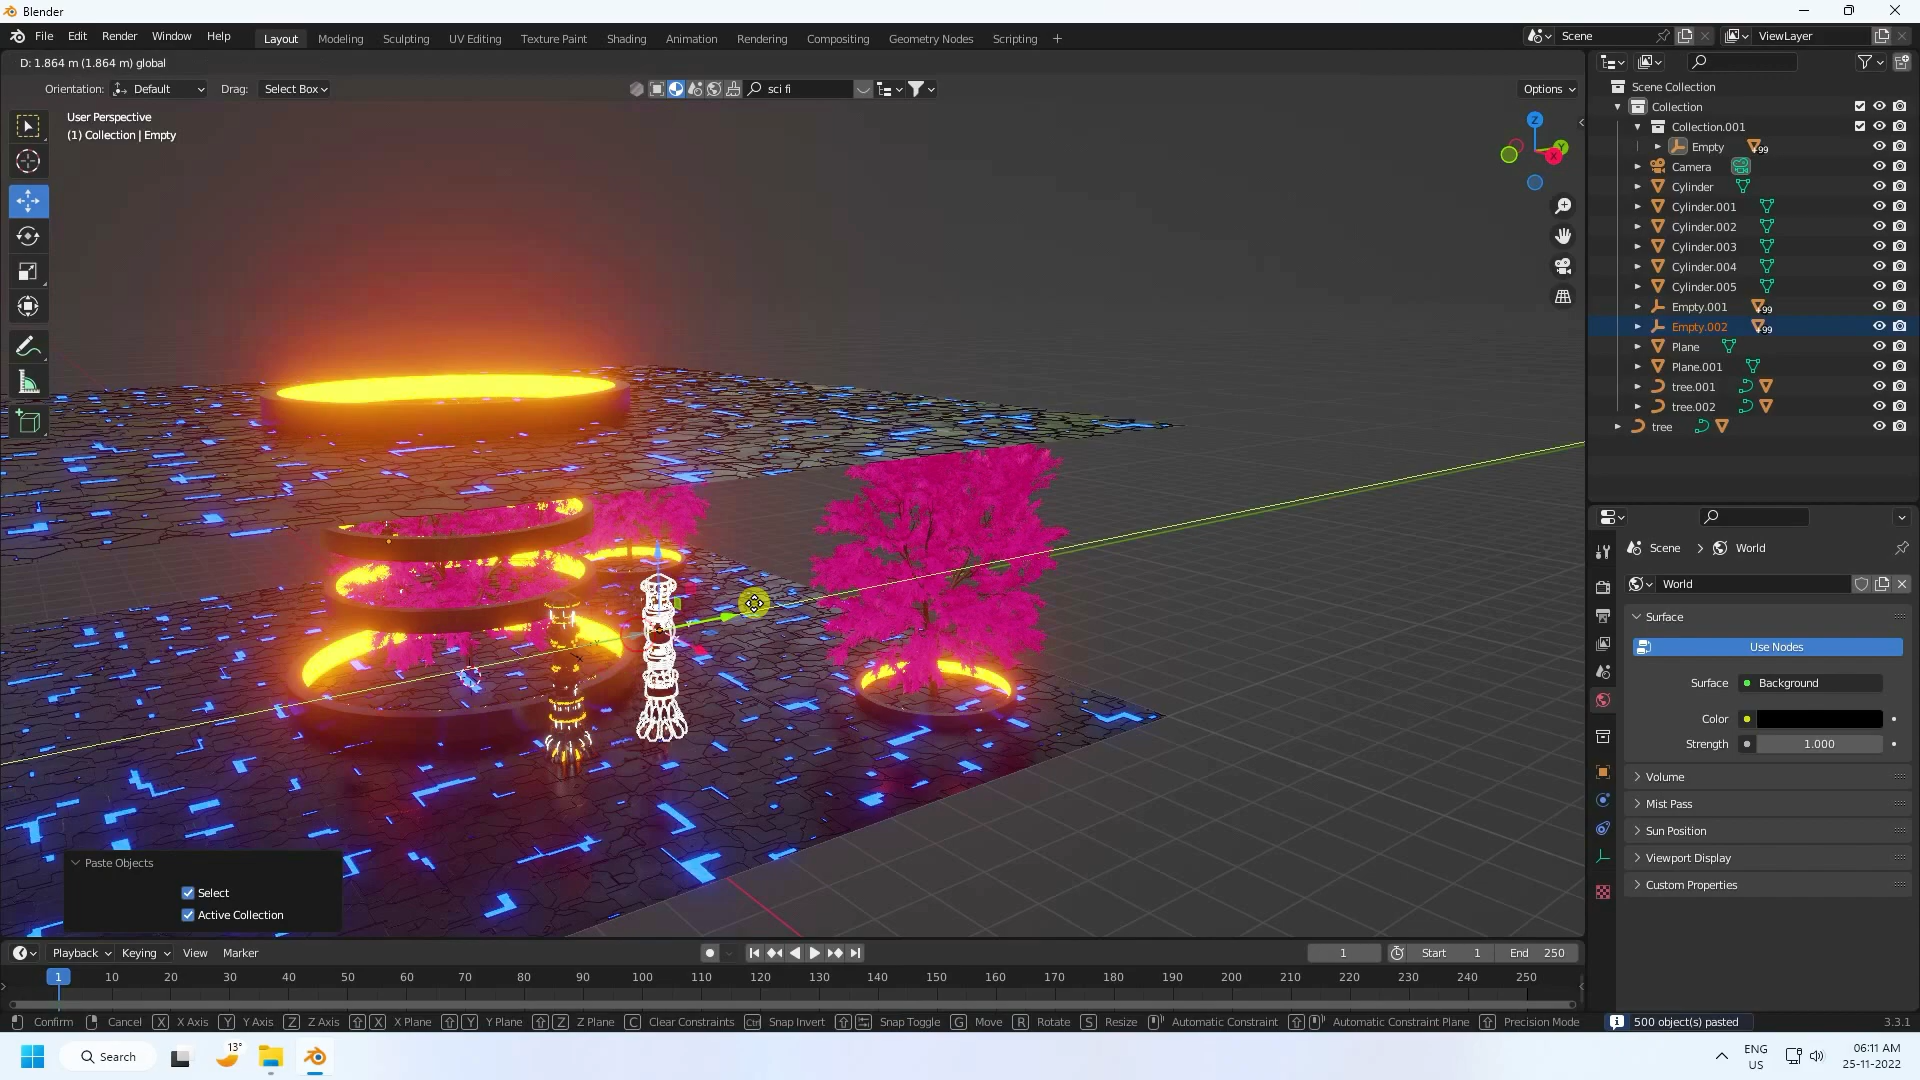 Blender
File Edit Render Window Help
Layout Modeling Sculpting UV Editing Texture Paint Shading Animation Rendering Compositing Geometry Nodes Scripting +
Scene
ViewLayer
D: 1.864 m (1.864 m) global
Orientation: Default Drag: Select Box
sci fi
Options
User Perspective
(1) Collection | Empty
Z
Y
X
Scene Collection
Collection
Collection.001
Empty +99
Camera
Cylinder
Cylinder.001
Cylinder.002
Cylinder.003
Cylinder.004
Cylinder.005
Empty.001 +99
Empty.002 +99
Plane
Plane.001
tree.001
tree.002
tree
Scene > World
World
Surface
Use Nodes
Surface Background
Color
Strength 1.000
Volume
Mist Pass
Sun Position
Viewport Display
Custom Properties
Paste Objects
Select
Active Collection
Playback Keying View Marker
1 Start 1 End 250
1 10 20 30 40 50 60 70 80 90 100 110 120 130 140 150 160 170 180 190 200 210 220 230 240 250
Confirm Cancel X X Axis Y Y Axis Z Z Axis X X Plane Y Y Plane Z Z Plane C Clear Constraints Ctrl Snap Invert Snap Toggle G Move R Rotate S Resize Automatic Constraint Automatic Constraint Plane Precision Mode 500 object(s) pasted 3.3.1
Search
13°
ENG
US
06:11 AM
25-11-2022